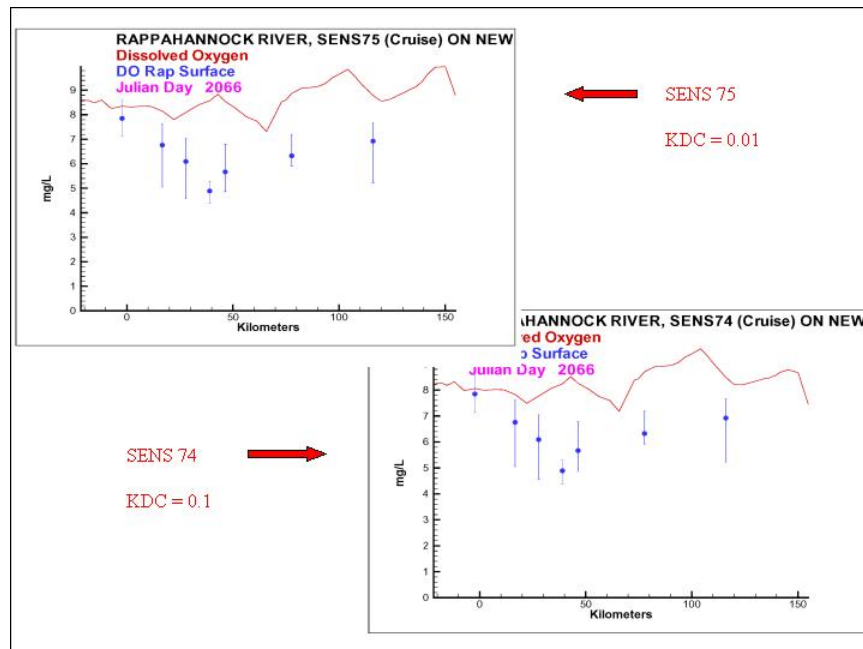 RAPPAHANNOCK RIVER, SENS75 (Cruise) ON NEW
Dissolved Oxygen
DO Rap Surface
Julian Day 2066
9
8
7
6
5
4
3
2
1
0
mg/L
0 50 100 150
Kilometers
SENS 75
KDC = 0.01
AHANNOCK RIVER, SENS74 (Cruise) ON NEW
ed Oxygen
Surface
Julian Day 2066
8
7
6
5
4
3
2
1
0
mg/L
0 50 100 150
Kilometers
SENS 74
KDC = 0.1